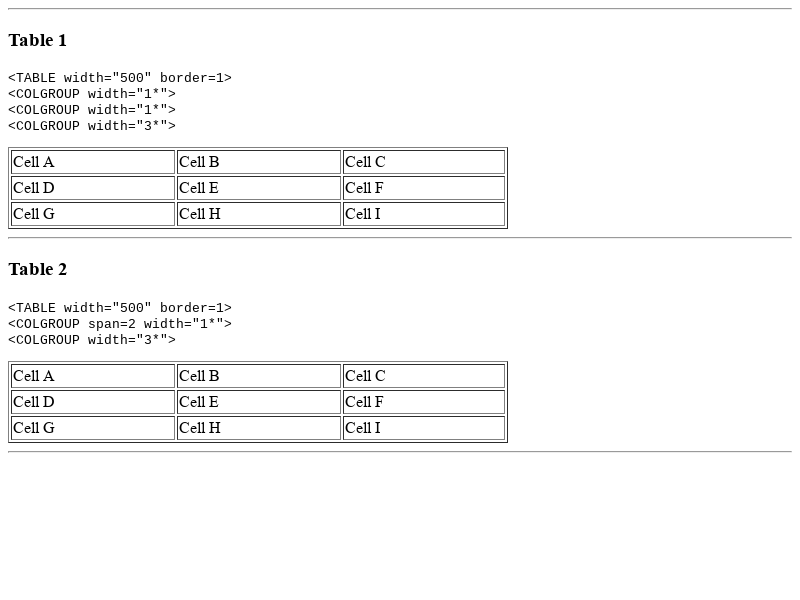 Table 1
<TABLE width="500" border=1>
<COLGROUP width="1*">
<COLGROUP width="1*">
<COLGROUP width="3*">
Cell A Cell B Cell C
Cell D Cell E Cell F
Cell G Cell H Cell I
Table 2
<TABLE width="500" border=1>
<COLGROUP span=2 width="1*">
<COLGROUP width="3*">
Cell A Cell B Cell C
Cell D Cell E Cell F
Cell G Cell H Cell I